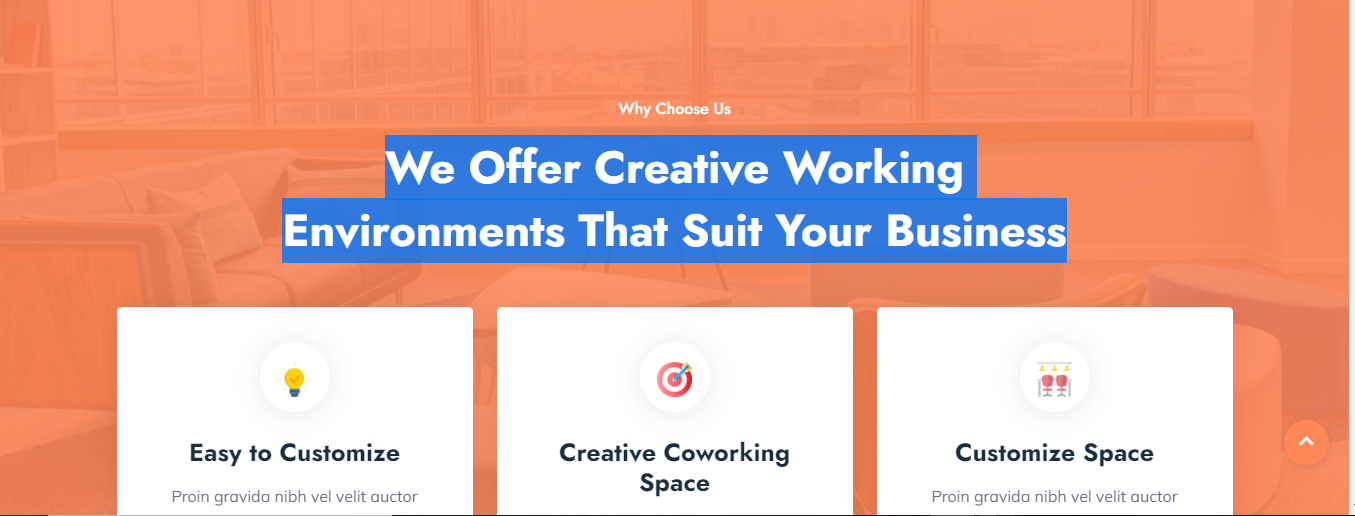 Why Choose Us
We Offer Creative Working
Environments That Suit Your Business
Easy to Customize
Creative Coworking
Space
Customize Space
Proin gravida nibh vel velit auctor
Proin gravida nibh vel velit auctor